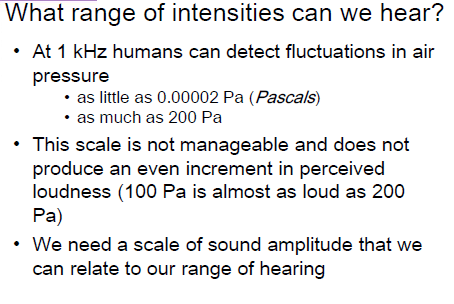 What range of intensities can we hear?
• At 1 kHz humans can detect fluctuations in air
pressure
• as little as 0.00002 Pa (Pascals)
• as much as 200 Pa
• This scale is not manageable and does not
produce an even increment in perceived
loudness (100 Pa is almost as loud as 200
Pa)
• We need a scale of sound amplitude that we
can relate to our range of hearing